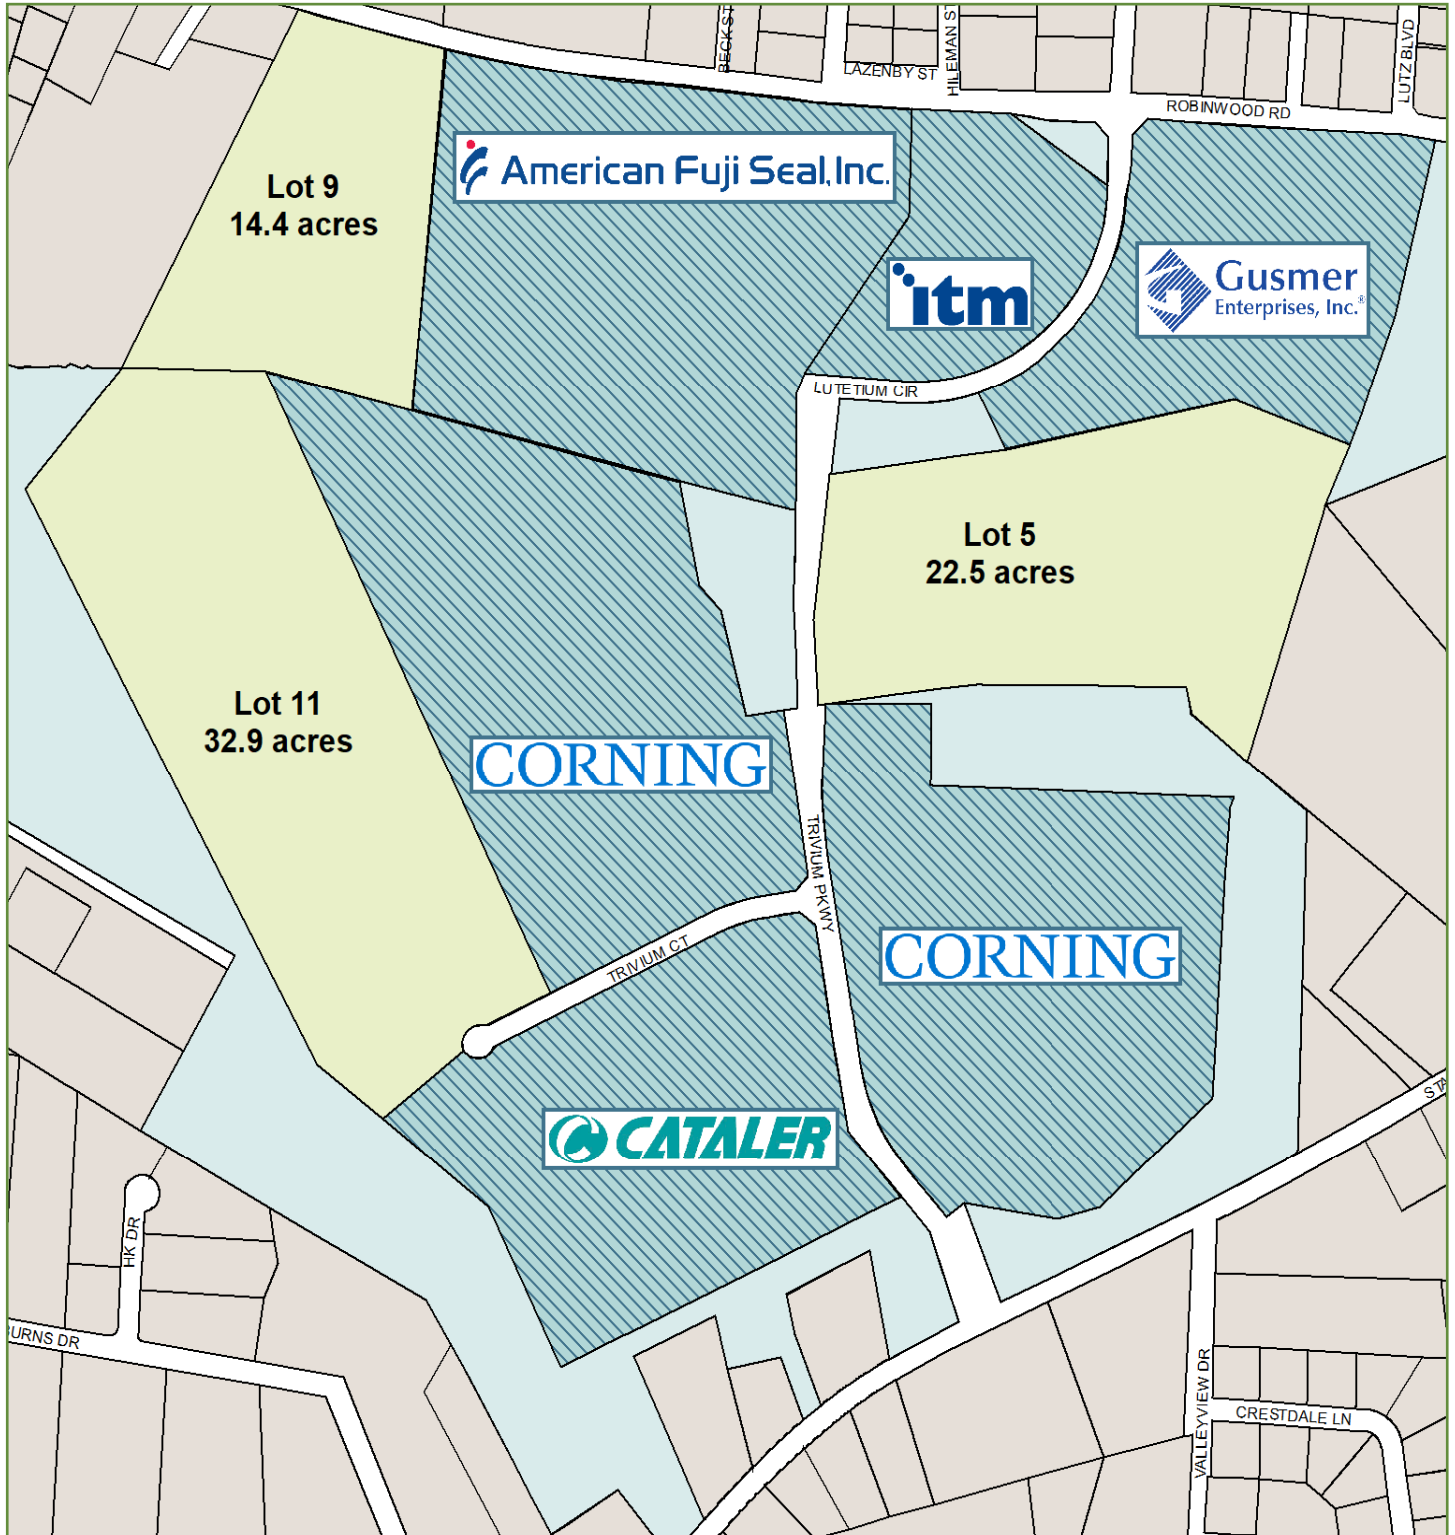 BECK ST
HILEMAN ST
LUTZ BLVD
LAZENBY ST
ROBINWOOD RD
American Fuji Seal, Inc.
Lot 9
14.4 acres
itm
Gusmer
Enterprises, Inc.®
LUTETIUM CIR
Lot 5
22.5 acres
Lot 11
32.9 acres
CORNING
TRIVIUM PKWY
CORNING
TRIVIUM CT
CATALER
STA
HK DR
BURNS DR
VALLEYVIEW DR
CRESTDALE LN